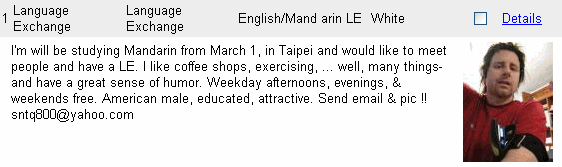 1 Language Exchange Language Exchange English/Mand arin LE White Details
I'm will be studying Mandarin from March 1, in Taipei and would like to meet
people and have a LE. I like coffee shops, exercising, ... well, many things-
and have a great sense of humor. Weekday afternoons, evenings, &
weekends free. American male, educated, attractive. Send email & pic !!
sntq800@yahoo.com